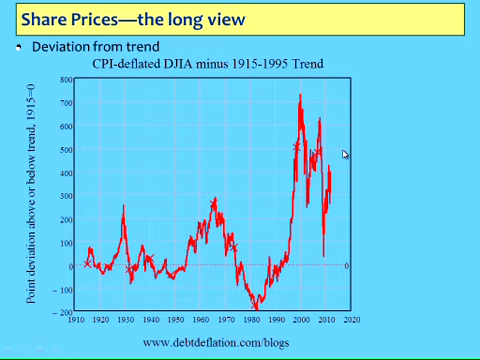 Share Prices—the long view
Deviation from trend
CPI-deflated DJIA minus 1915-1995 Trend
Point deviation above or below trend, 1915=0
800
700
600
500
400
300
200
100
0
0
− 100
− 200
1910 1920 1930 1940 1950 1960 1970 1980 1990 2000 2010 2020
www.debtdeflation.com/blogs